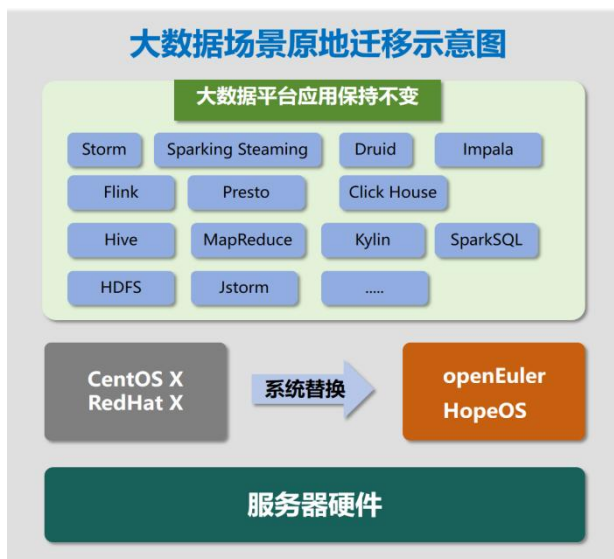 大数据场景原地迁移示意图
大数据平台应用保持不变
Storm Sparking Steaming Druid Impala
Flink Presto Click House
Hive MapReduce Kylin SparkSQL
HDFS Jstorm .....
CentOS X
RedHat X
系统替换
openEuler
HopeOS
服务器硬件